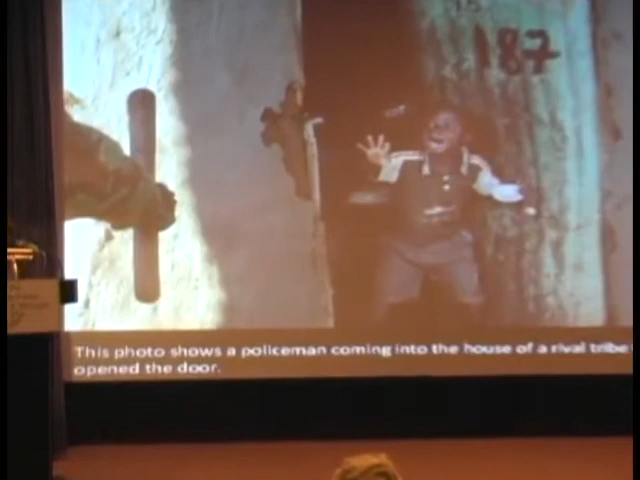 187
This photo shows a policeman coming into the house of a rival tribe
opened the door.